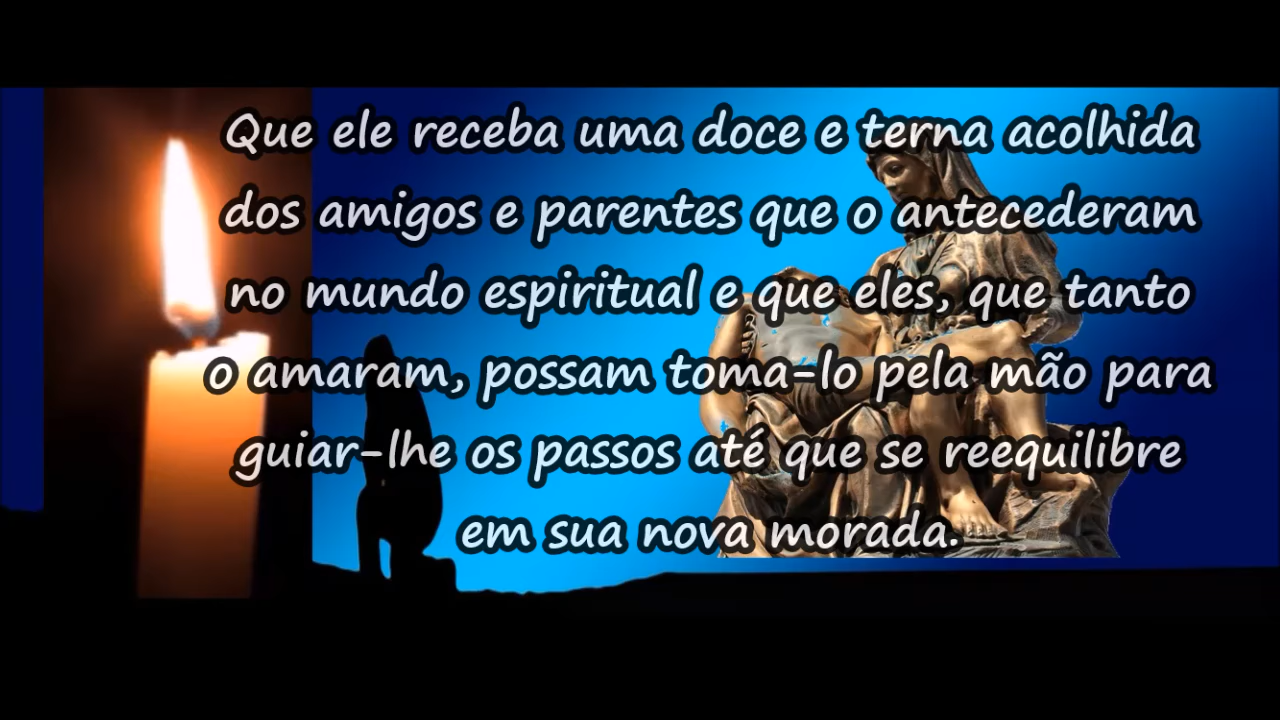 Que ele receba uma doce e terna acolhida
dos amigos e parentes que o antecederam
no mundo espiritual e que eles, que tanto
o amaram, possam toma-lo pela mão para
guiar-lhe os passos até que se reequilibre
em sua nova morada.